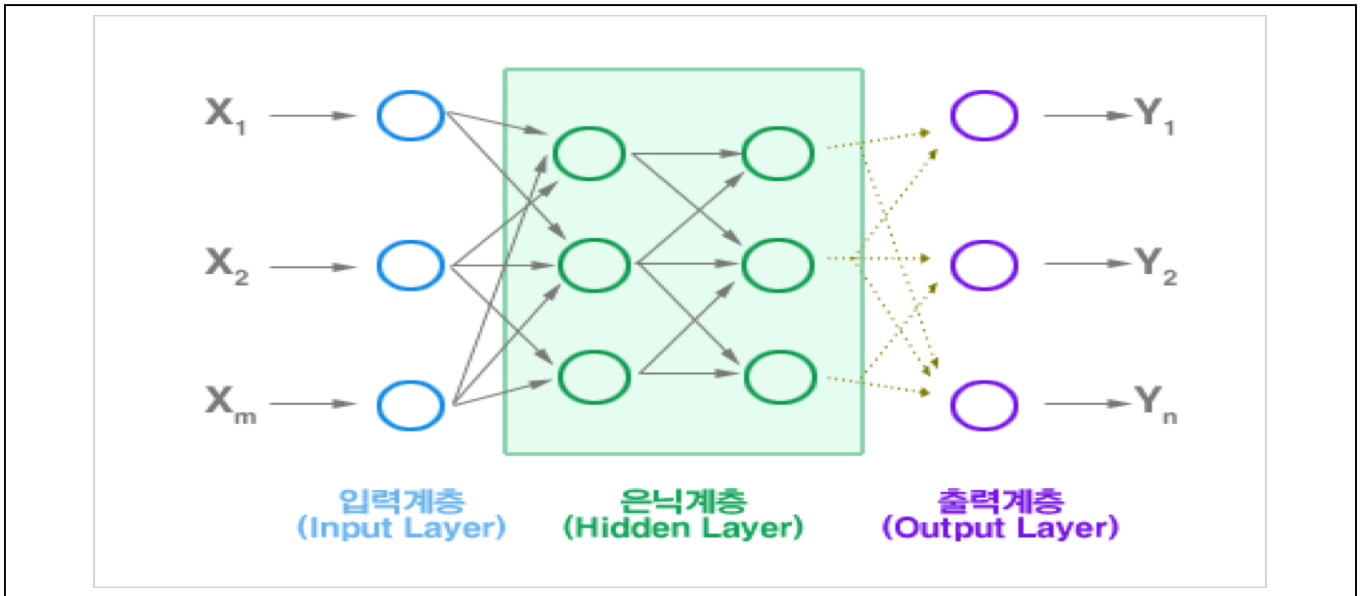 X1
Y1
X2
Y2
Xm
Yn
입력계층
(Input Layer)
은닉계층
(Hidden Layer)
출력계층
(Output Layer)